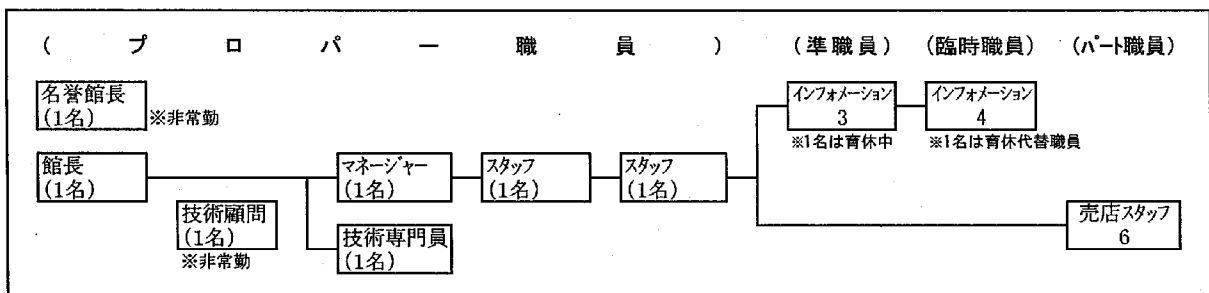 (プロパー職員) (準職員) (臨時職員) (パート職員)
名誉館長
(1名) ※非常勤
インフォメーション
3
※1名は育休中
インフォメーション
4
※1名は育休代替職員
館長
(1名)
マネージャー
(1名)
スタッフ
(1名)
スタッフ
(1名)
技術顧問
(1名)
※非常勤
技術専門員
(1名)
売店スタッフ
6